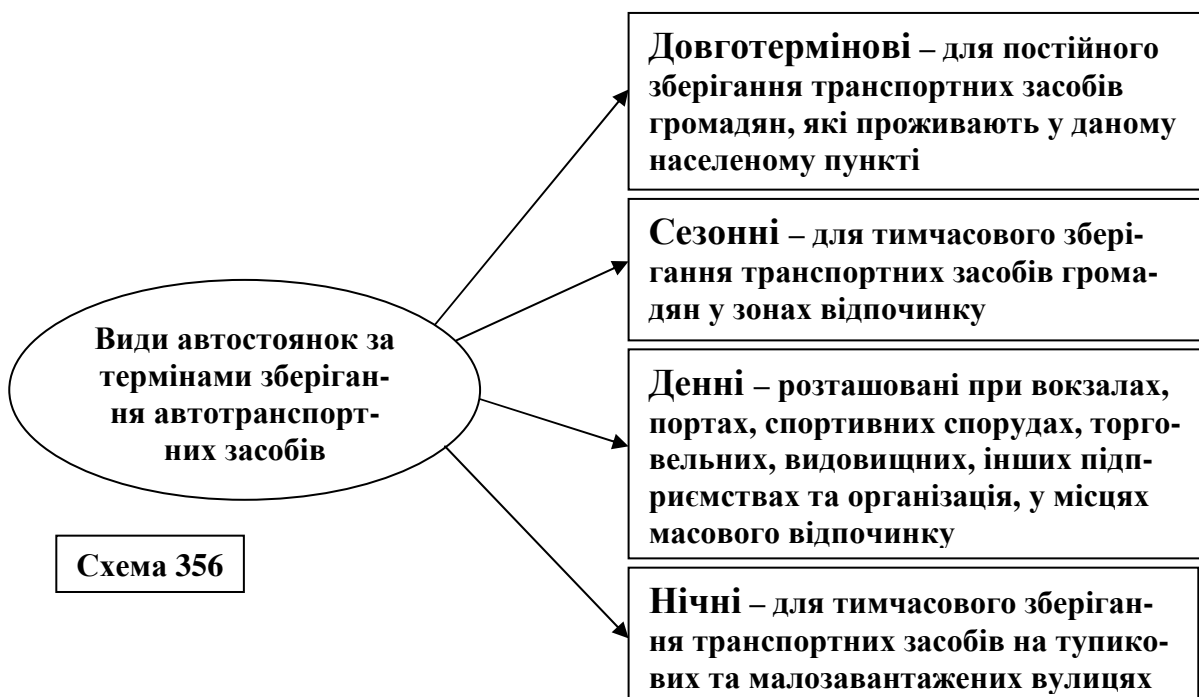 Довготермінові – для постійного
зберігання транспортних засобів
громадян, які проживають у даному
населеному пункті
Сезонні – для тимчасового збері-
гання транспортних засобів грома-
дян у зонах відпочинку
Види автостоянок за
термінами зберіган-
ня автотранспорт-
них засобів
Денні – розташовані при вокзалах,
портах, спортивних спорудах, торго-
вельних, видовищних, інших підп-
риємствах та організація, у місцях
масового відпочинку
Схема 356
Нічні – для тимчасового зберіган-
ня транспортних засобів на тупико-
вих та малозавантажених вулицях